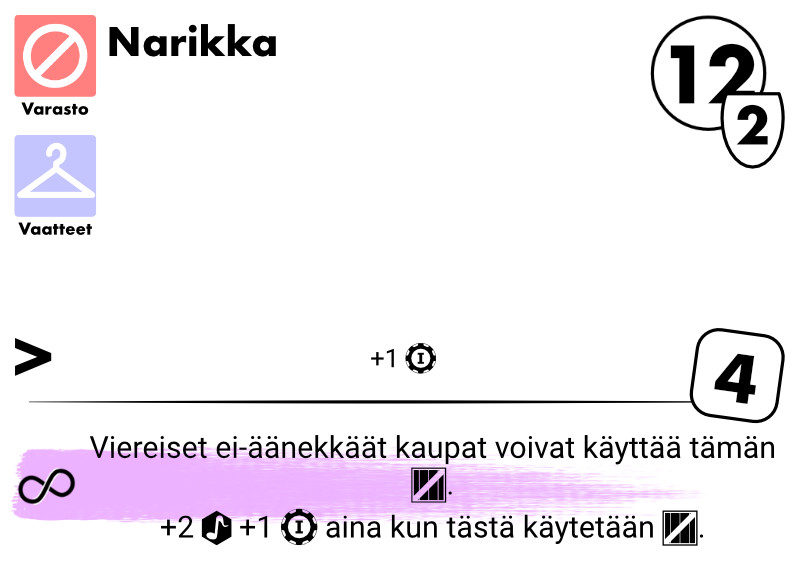 Narikka
12
2
Varasto
Vaatteet
>
+1 I
4
Viereiset ei-äänekkäät kaupat voivat käyttää tämän
.
∞
+2 +1 I aina kun tästä käytetään .